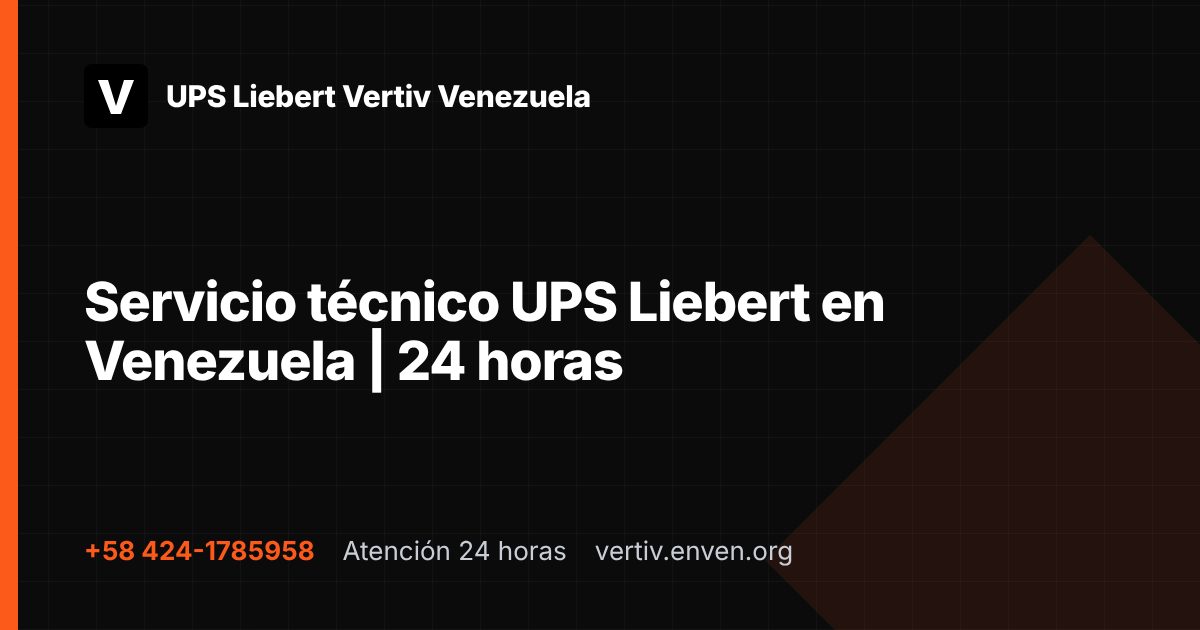 V
UPS Liebert Vertiv Venezuela
Servicio técnico UPS Liebert en
Venezuela | 24 horas
+58 424-1785958 Atención 24 horas vertiv.enven.org